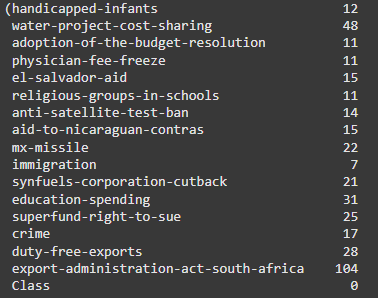 (handicapped-infants 12
water-project-cost-sharing 48
adoption-of-the-budget-resolution 11
physician-fee-freeze 11
el-salvador-aid 15
religious-groups-in-schools 11
anti-satellite-test-ban 14
aid-to-nicaraguan-contras 15
mx-missile 22
immigration 7
synfuels-corporation-cutback 21
education-spending 31
superfund-right-to-sue 25
crime 17
duty-free-exports 28
export-administration-act-south-africa 104
Class 0